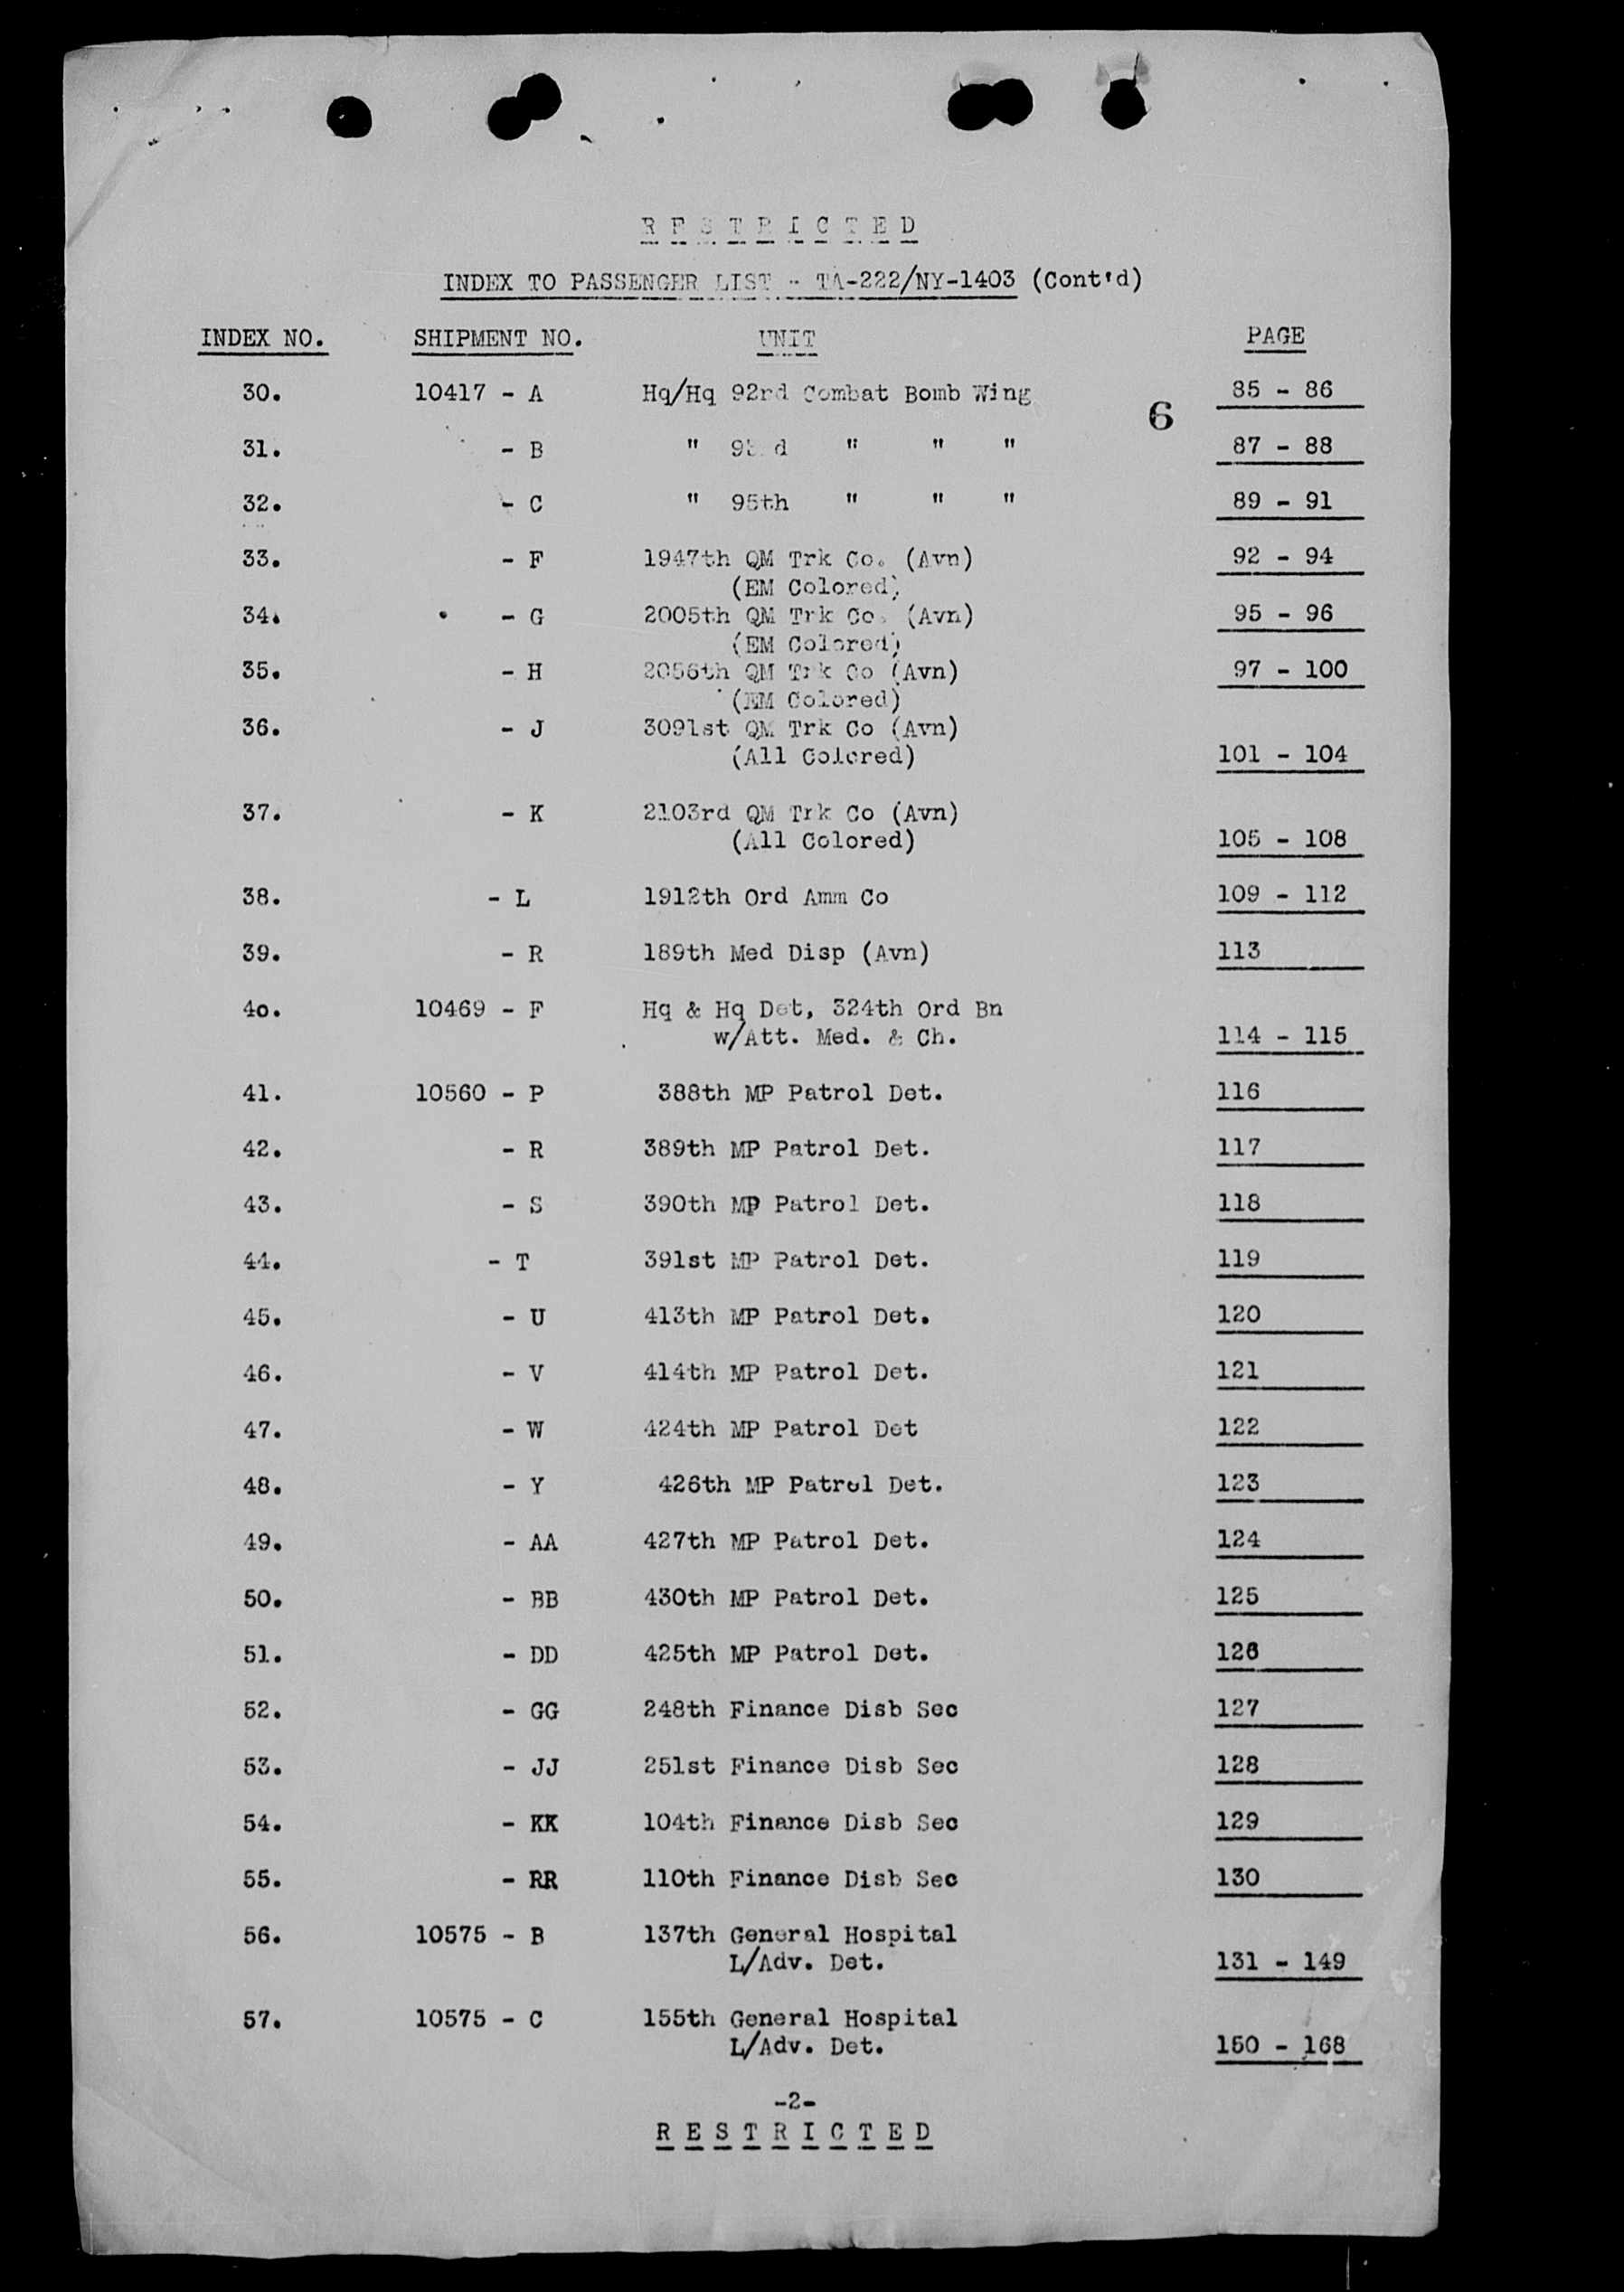 R E S T R I C T E D
INDEX TO PASSENGER LIST - TA-222/NY-1403 (Cont'd)
INDEX NO. SHIPMENT NO. UNIT PAGE
30. 10417 - A Hq/Hq 92rd Combat Bomb Wing 85 - 86
6
31. - B " 93rd " " " 87 - 88
32. - C " 95th " " " 89 - 91
33. - F 1947th QM Trk Co. (Avn) 92 - 94
(EM Colored)
34. - G 2005th QM Trk Co. (Avn) 95 - 96
(EM Colored)
35. - H 2056th QM Trk Co (Avn) 97 - 100
(EM Colored)
36. - J 3091st QM Trk Co (Avn)
(All Colored) 101 - 104
37. - K 2103rd QM Trk Co (Avn)
(All Colored) 105 - 108
38. - L 1912th Ord Amm Co 109 - 112
39. - R 189th Med Disp (Avn) 113
4o. 10469 - F Hq & Hq Det, 324th Ord Bn
w/Att. Med. & Ch. 114 - 115
41. 10560 - P 388th MP Patrol Det. 116
42. - R 389th MP Patrol Det. 117
43. - S 390th MP Patrol Det. 118
44. - T 391st MP Patrol Det. 119
45. - U 413th MP Patrol Det. 120
46. - V 414th MP Patrol Det. 121
47. - W 424th MP Patrol Det 122
48. - Y 426th MP Patrol Det. 123
49. - AA 427th MP Patrol Det. 124
50. - BB 430th MP Patrol Det. 125
51. - DD 425th MP Patrol Det. 126
52. - GG 248th Finance Disb Sec 127
53. - JJ 251st Finance Disb Sec 128
54. - KK 104th Finance Disb Sec 129
55. - RR 110th Finance Disb Sec 130
56. 10575 - B 137th General Hospital
L/Adv. Det. 131 - 149
57. 10575 - C 155th General Hospital
L/Adv. Det. 150 - 168
-2-
R E S T R I C T E D